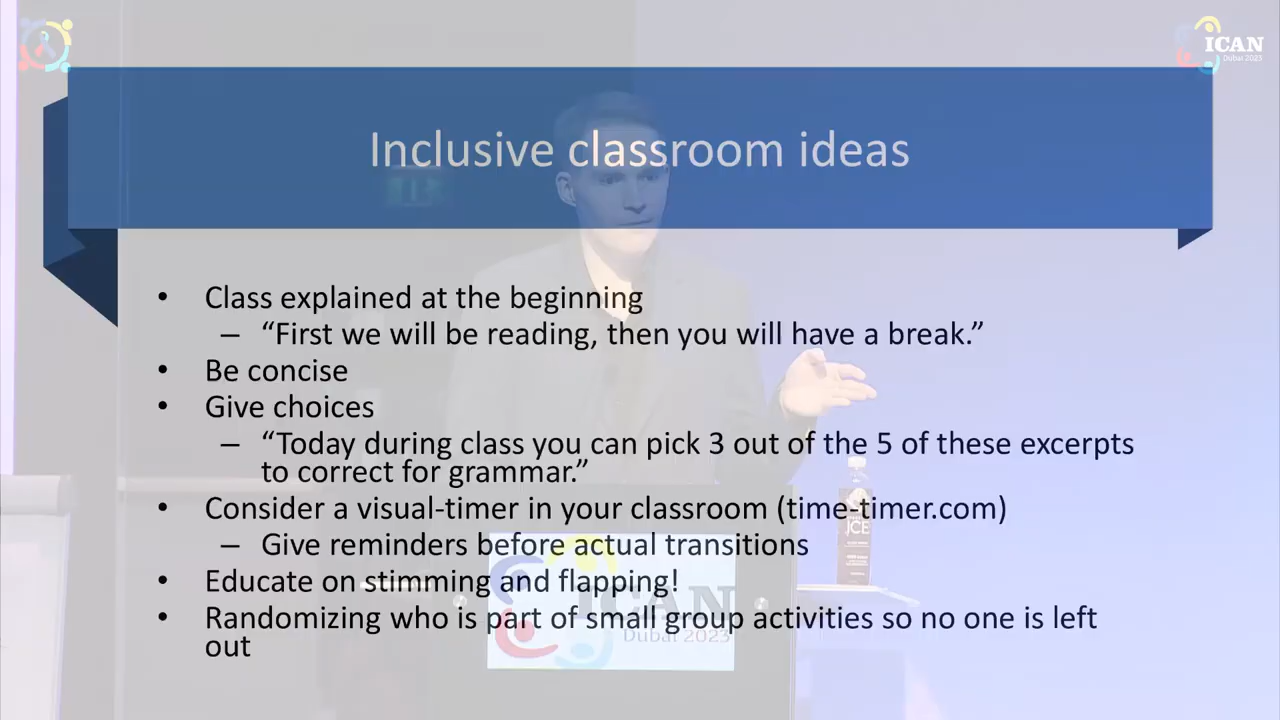 ICAN
Dubai 2023
Inclusive classroom ideas
• Class explained at the beginning
– “First we will be reading, then you will have a break.”
• Be concise
• Give choices
– “Today during class you can pick 3 out of the 5 of these excerpts
to correct for grammar.”
• Consider a visual-timer in your classroom (time-timer.com)
– Give reminders before actual transitions
• Educate on stimming and flapping!
• Randomizing who is part of small group activities so no one is left
out
ICAN
Dubai 2023